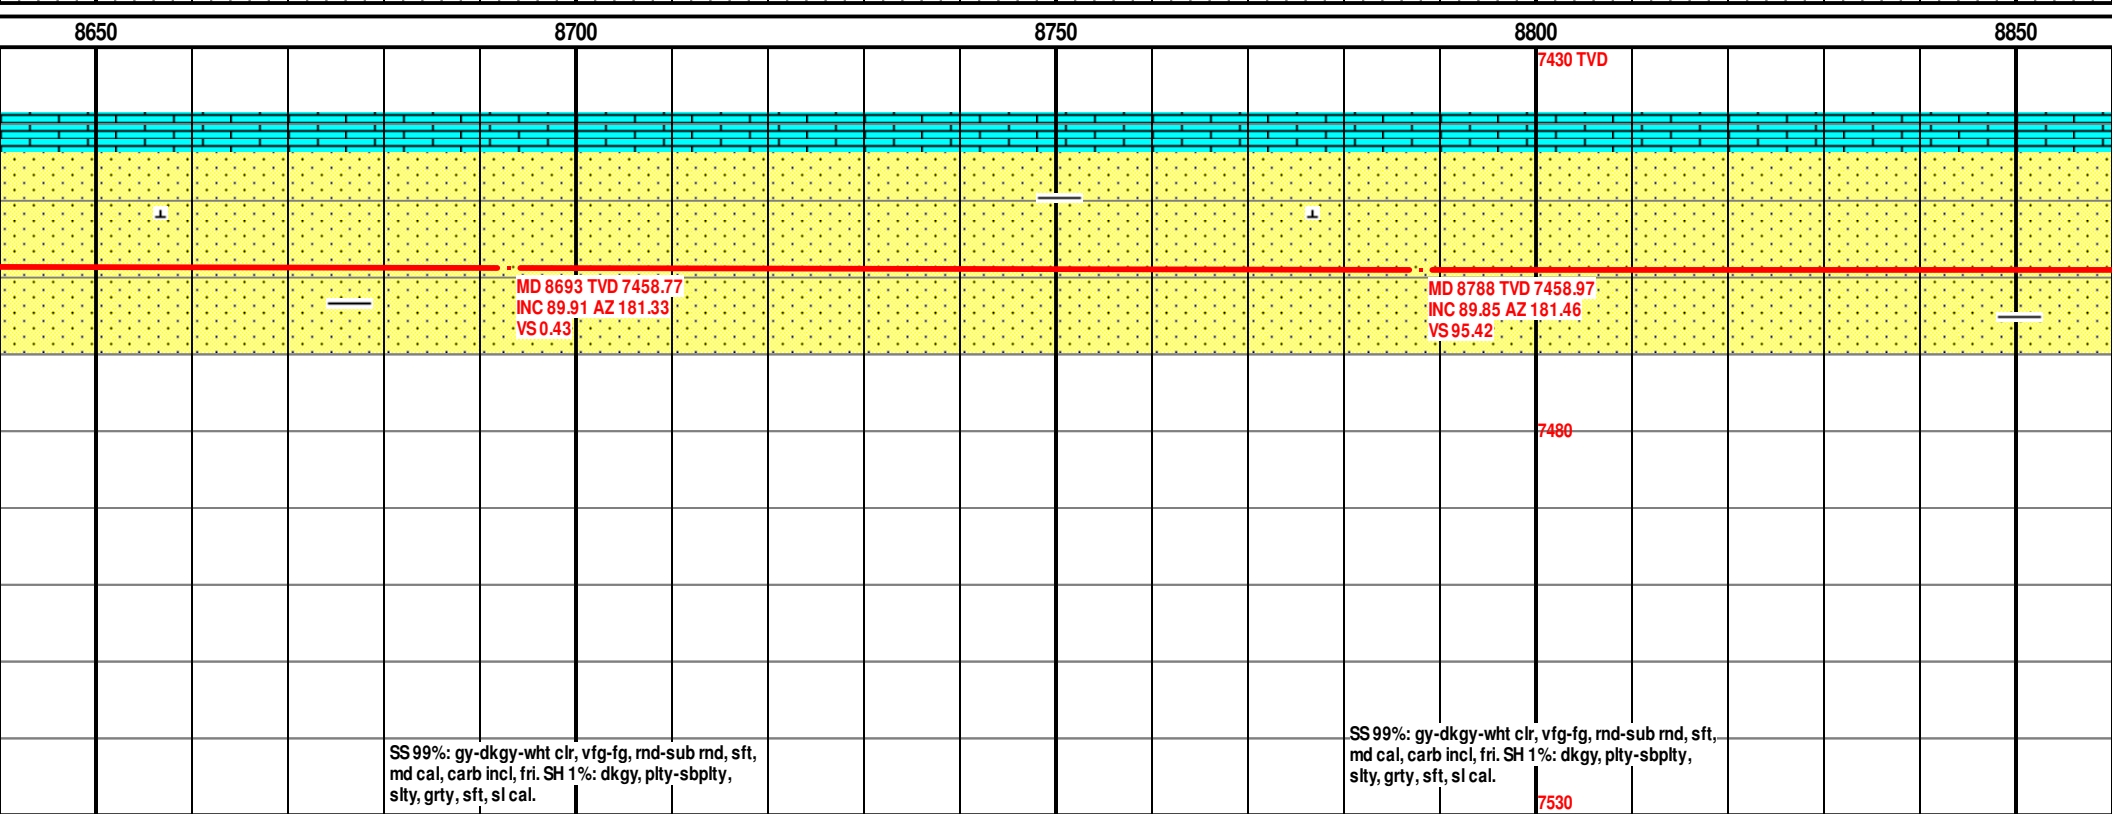 8650 8700 8750 8800 8850
7430 TVD
MD 8693 TVD 7458.77
INC 89.91 AZ 181.33
VS 0.43
MD 8788 TVD 7458.97
INC 89.85 AZ 181.46
VS 95.42
7480
SS 99%: gy-dkgy-wht clr, vfg-fg, rnd-sub rnd, sft,
md cal, carb incl, fri. SH 1%: dkgy, plty-sbplty,
slty, grty, sft, sl cal.
SS 99%: gy-dkgy-wht clr, vfg-fg, rnd-sub rnd, sft,
md cal, carb incl, fri. SH 1%: dkgy, plty-sbplty,
slty, grty, sft, sl cal.
7530